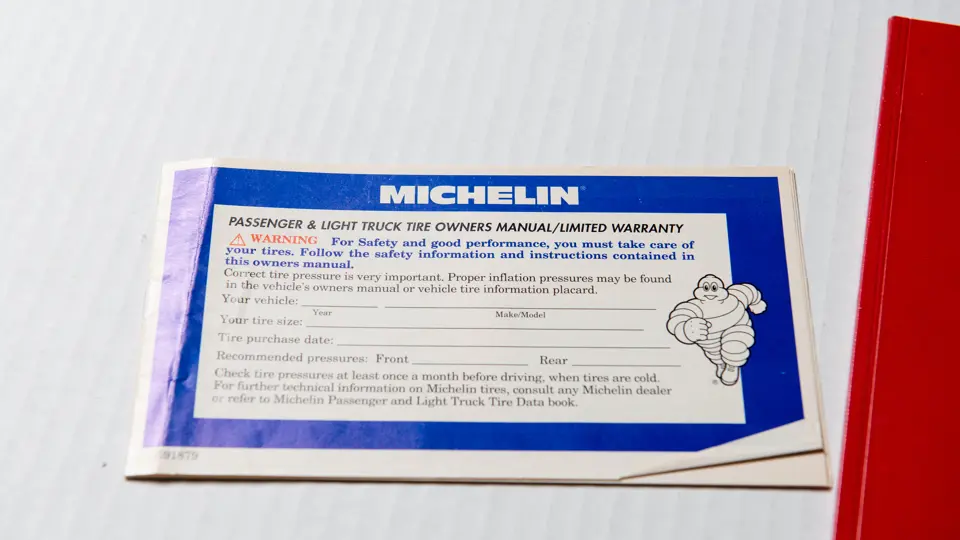 MICHELIN®
PASSENGER & LIGHT TRUCK TIRE OWNERS MANUAL/LIMITED WARRANTY
WARNING For Safety and good performance, you must take care of
your tires. Follow the safety information and instructions contained in
this owners manual.
Correct tire pressure is very important. Proper inflation pressures may be found
in the vehicle's owners manual or vehicle tire information placard.
Your vehicle:
Year Make/Model
Your tire size:
Tire purchase date:
Recommended pressures: Front Rear
Check tire pressures at least once a month before driving, when tires are cold.
For further technical information on Michelin tires, consult any Michelin dealer
or refer to Michelin Passenger and Light Truck Tire Data book.
®
91879